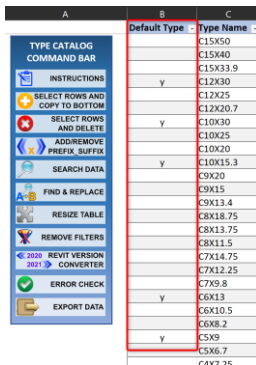 A B C
Default Type Type Name
TYPE CATALOG
COMMAND BAR
INSTRUCTIONS
SELECT ROWS AND
COPY TO BOTTOM
SELECT ROWS
AND DELETE
ADD/REMOVE
PREFIX_SUFFIX
SEARCH DATA
FIND & REPLACE
RESIZE TABLE
REMOVE FILTERS
2020 REVIT VERSION
2021 CONVERTER
ERROR CHECK
EXPORT DATA
C15X50
C15X40
C15X33.9
y C12X30
C12X25
C12X20.7
y C10X30
C10X25
C10X20
y C10X15.3
C9X20
C9X15
C9X13.4
C8X18.75
C8X13.75
C8X11.5
C7X14.75
C7X12.25
C7X9.8
y C6X13
C6X10.5
C6X8.2
y C5X9
C5X6.7
C4X7.25